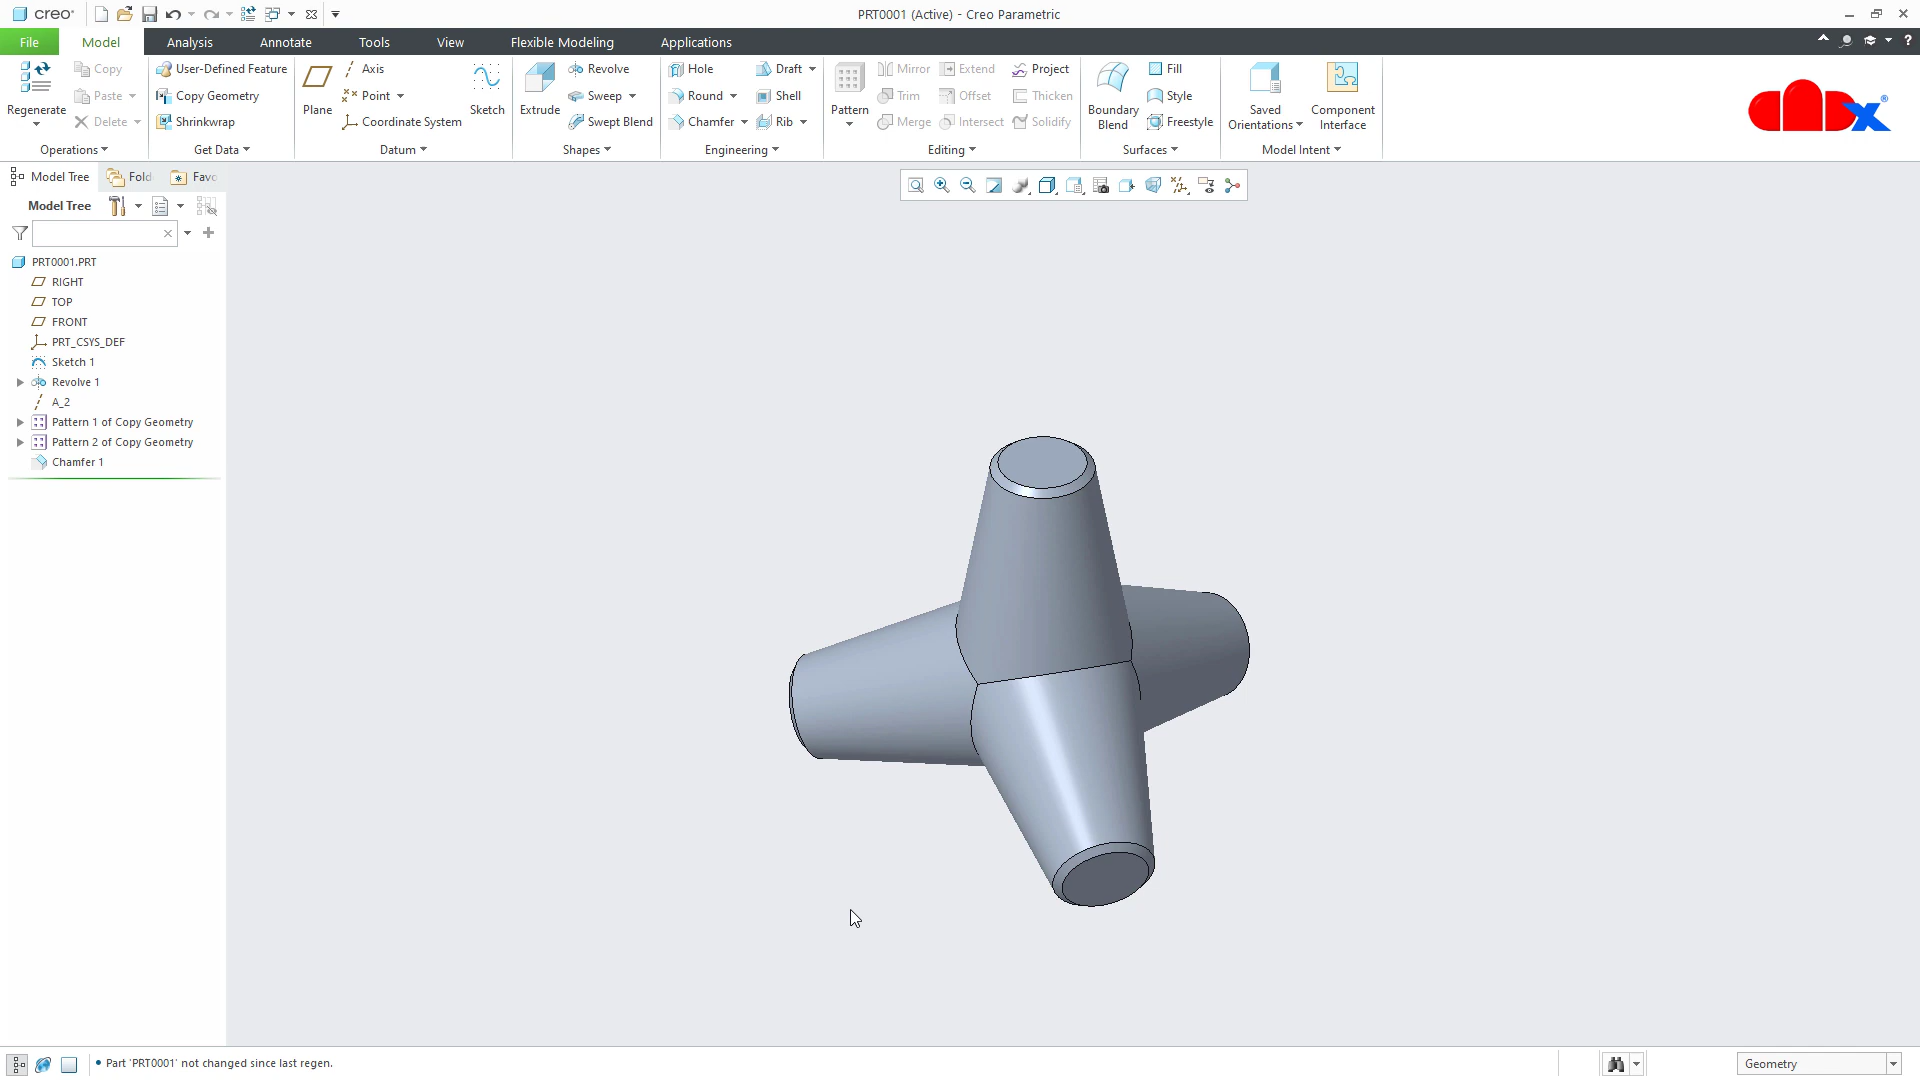 creo
PRT0001 (Active) - Creo Parametric
File
Model
Analysis
Annotate
Tools
View
Flexible Modeling
Applications
Regenerate
Copy
Paste
Delete
Operations
User-Defined Feature
Copy Geometry
Shrinkwrap
Get Data
Plane
Axis
Point
Coordinate System
Sketch
Datum
Extrude
Revolve
Sweep
Swept Blend
Shapes
Hole
Round
Chamfer
Draft
Shell
Rib
Engineering
Pattern
Mirror
Trim
Merge
Extend
Offset
Intersect
Project
Thicken
Solidify
Editing
Boundary
Blend
Fill
Style
Freestyle
Surfaces
Saved
Orientations
Component
Interface
Model Intent
Model Tree
Fold
Favo
Model Tree
PRT0001.PRT
RIGHT
TOP
FRONT
PRT_CSYS_DEF
Sketch 1
Revolve 1
A_2
Pattern 1 of Copy Geometry
Pattern 2 of Copy Geometry
Chamfer 1
• Part 'PRT0001' not changed since last regen.
Geometry